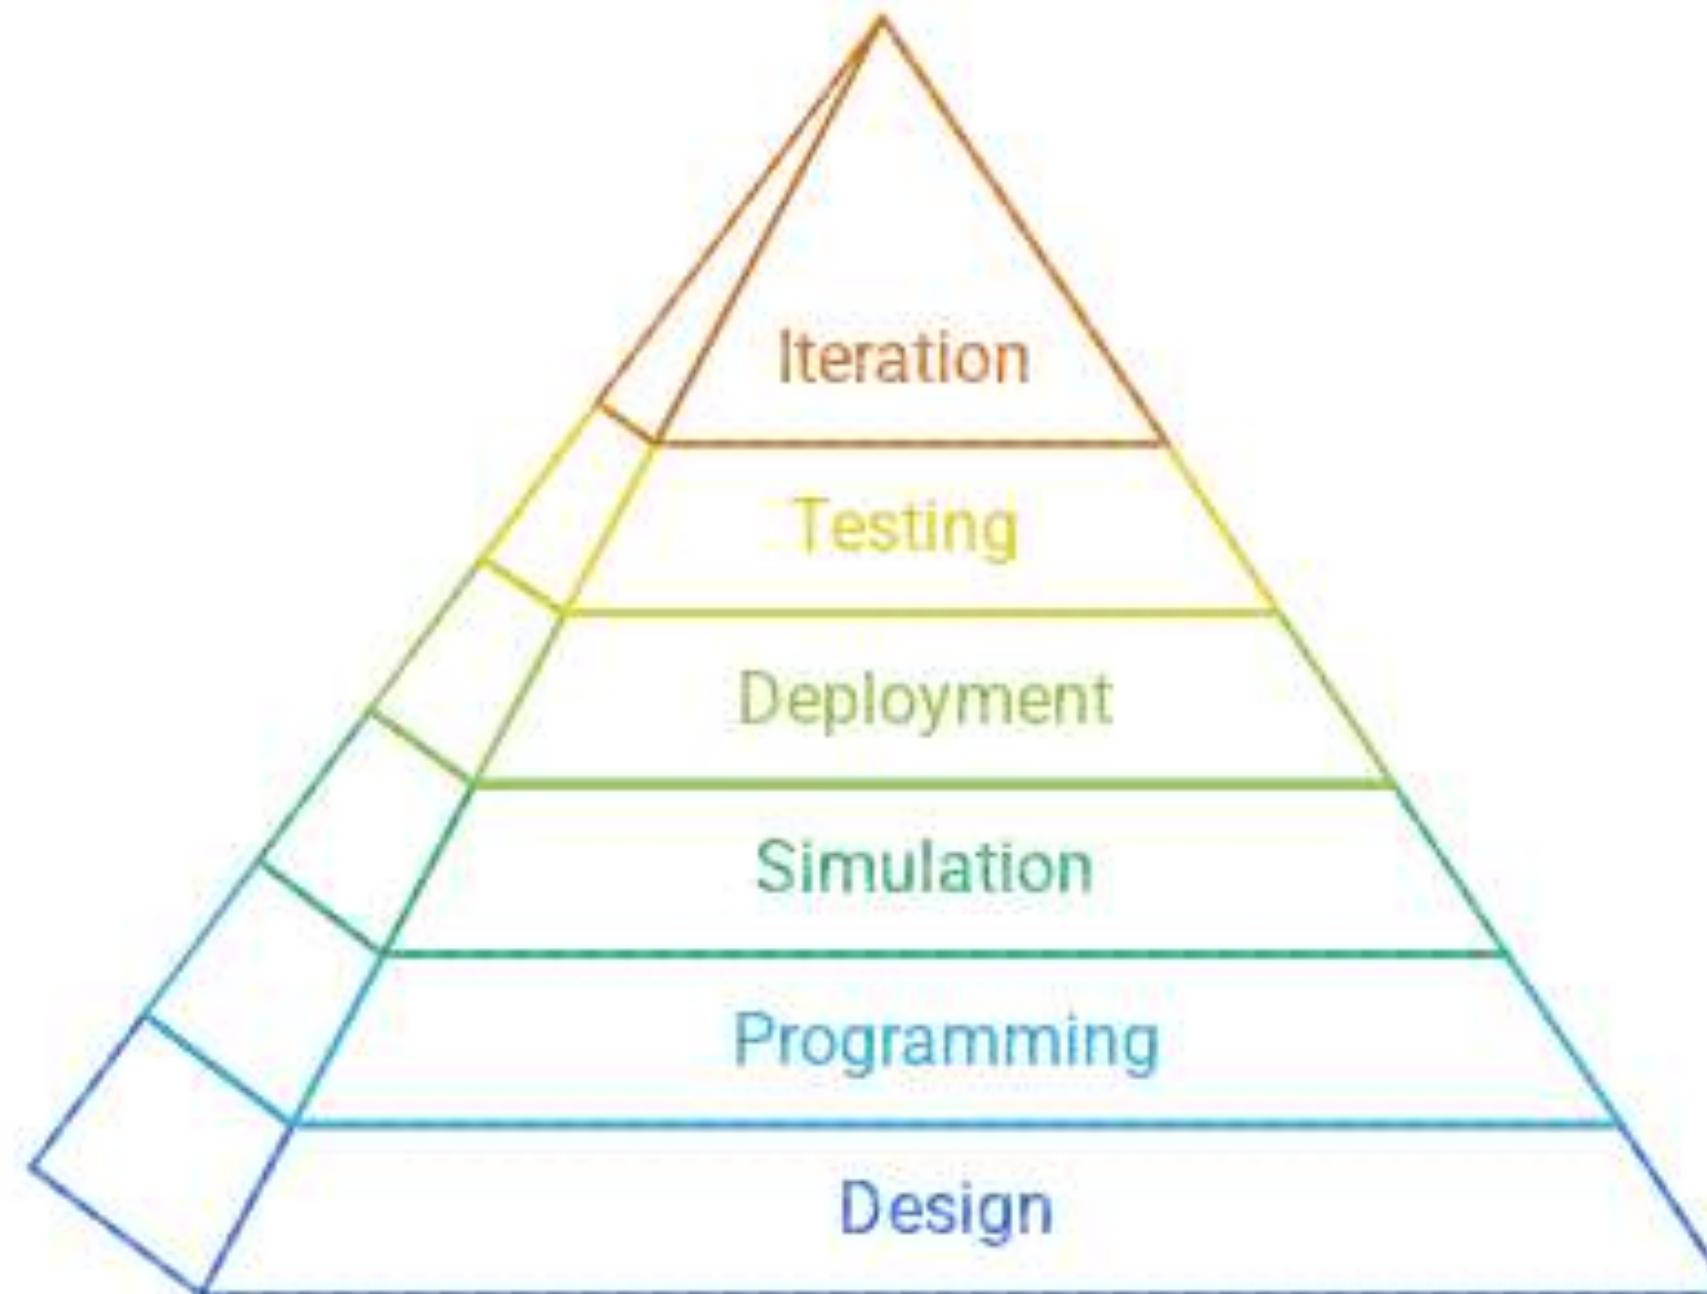 Iteration
Testing
Deployment
Simulation
Programming
Design